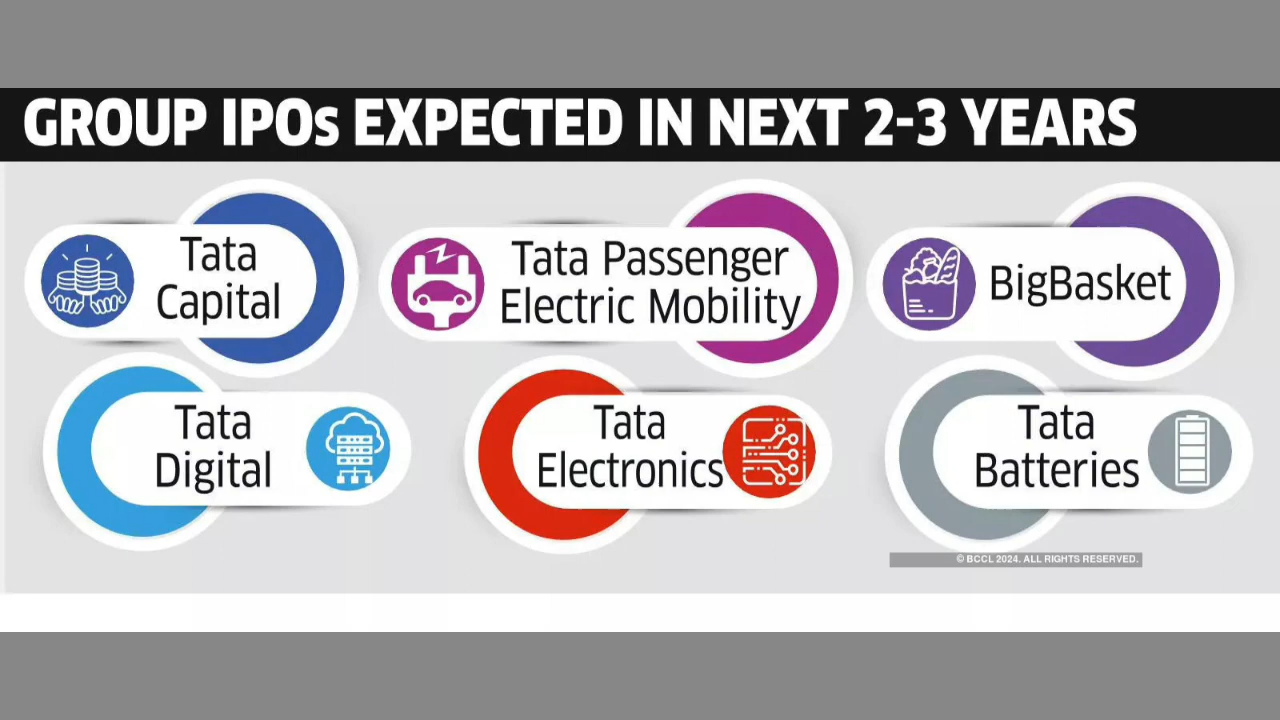 GROUP IPOs EXPECTED IN NEXT 2-3 YEARS
Tata
Capital
Tata Passenger
Electric Mobility
BigBasket
Tata
Digital
Tata
Electronics
Tata
Batteries
© BCCL 2024. ALL RIGHTS RESERVED.